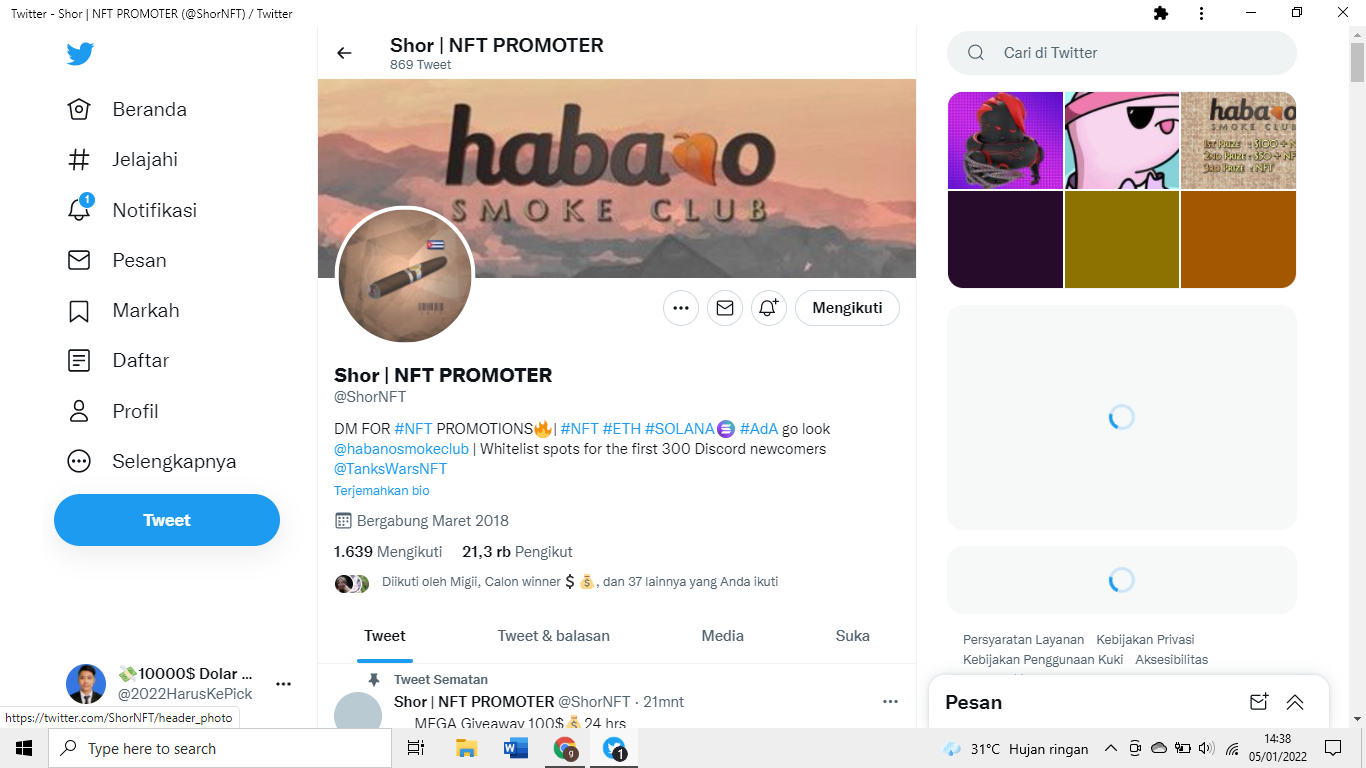 Twitter - Shor | NFT PROMOTER (@ShorNFT) / Twitter
Beranda
Jelajahi
1
Notifikasi
Pesan
Markah
Daftar
Profil
Selengkapnya
Tweet
💸10000$ Dolar ...
@2022HarusKePick
https://twitter.com/ShorNFT/header_photo
Shor | NFT PROMOTER
869 Tweet
habano
SMOKE CLUB
Mengikuti
Shor | NFT PROMOTER
@ShorNFT
DM FOR #NFT PROMOTIONS🔥| #NFT #ETH #SOLANA #AdA go look
@habanosmokeclub | Whitelist spots for the first 300 Discord newcomers
@TanksWarsNFT
Terjemahkan bio
Bergabung Maret 2018
1.639 Mengikuti 21,3 rb Pengikut
Diikuti oleh Migii, Calon winner 💲💰, dan 37 lainnya yang Anda ikuti
Tweet Tweet & balasan Media Suka
Tweet Sematan
Shor | NFT PROMOTER @ShorNFT · 21mnt
MEGA Giveaway 100$💰24 hrs
Cari di Twitter
habano
SMOKE CLUB
1ST PRIZE : $100 + N
2ND PRIZE : $50 + NF
3RD PRIZE : NFT
Persyaratan Layanan Kebijakan Privasi
Kebijakan Penggunaan Kuki Aksesibilitas
Pesan
Type here to search
1
31°C Hujan ringan
14:38
05/01/2022